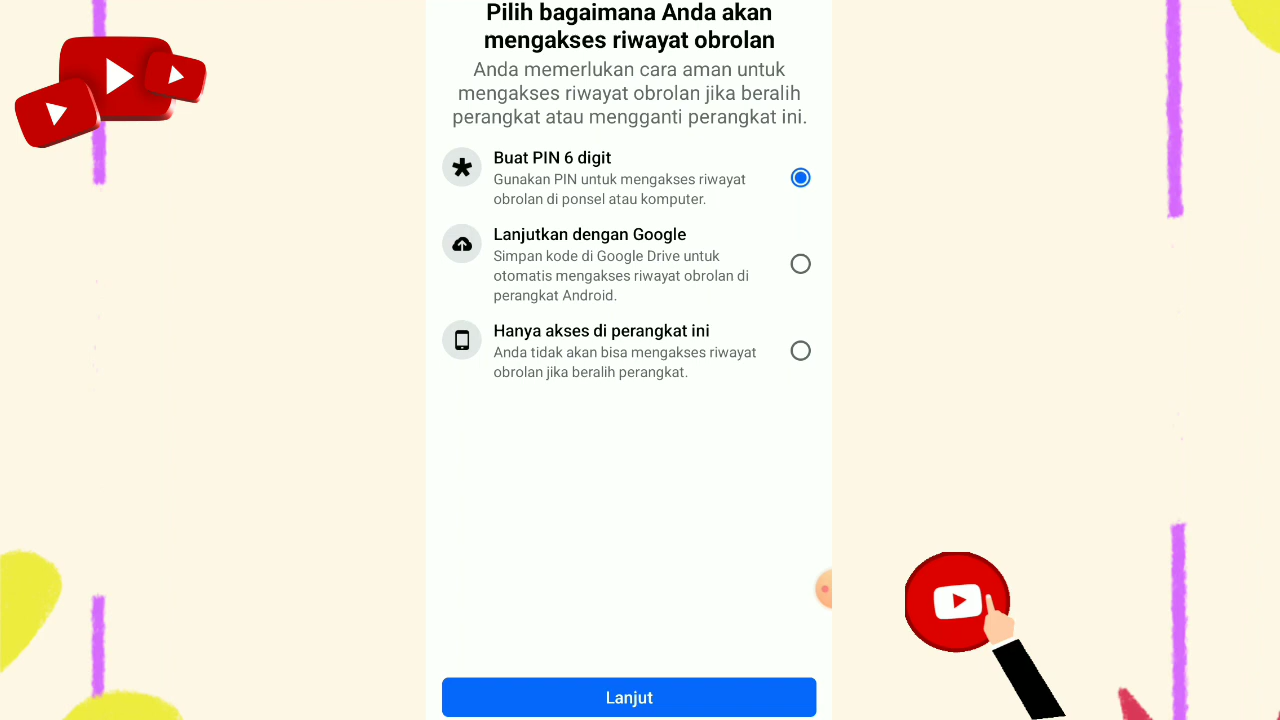 Pilih bagaimana Anda akan
mengakses riwayat obrolan
Anda memerlukan cara aman untuk
mengakses riwayat obrolan jika beralih
perangkat atau mengganti perangkat ini.
Buat PIN 6 digit
Gunakan PIN untuk mengakses riwayat
obrolan di ponsel atau komputer.
Lanjutkan dengan Google
Simpan kode di Google Drive untuk
otomatis mengakses riwayat obrolan di
perangkat Android.
Hanya akses di perangkat ini
Anda tidak akan bisa mengakses riwayat
obrolan jika beralih perangkat.
Lanjut